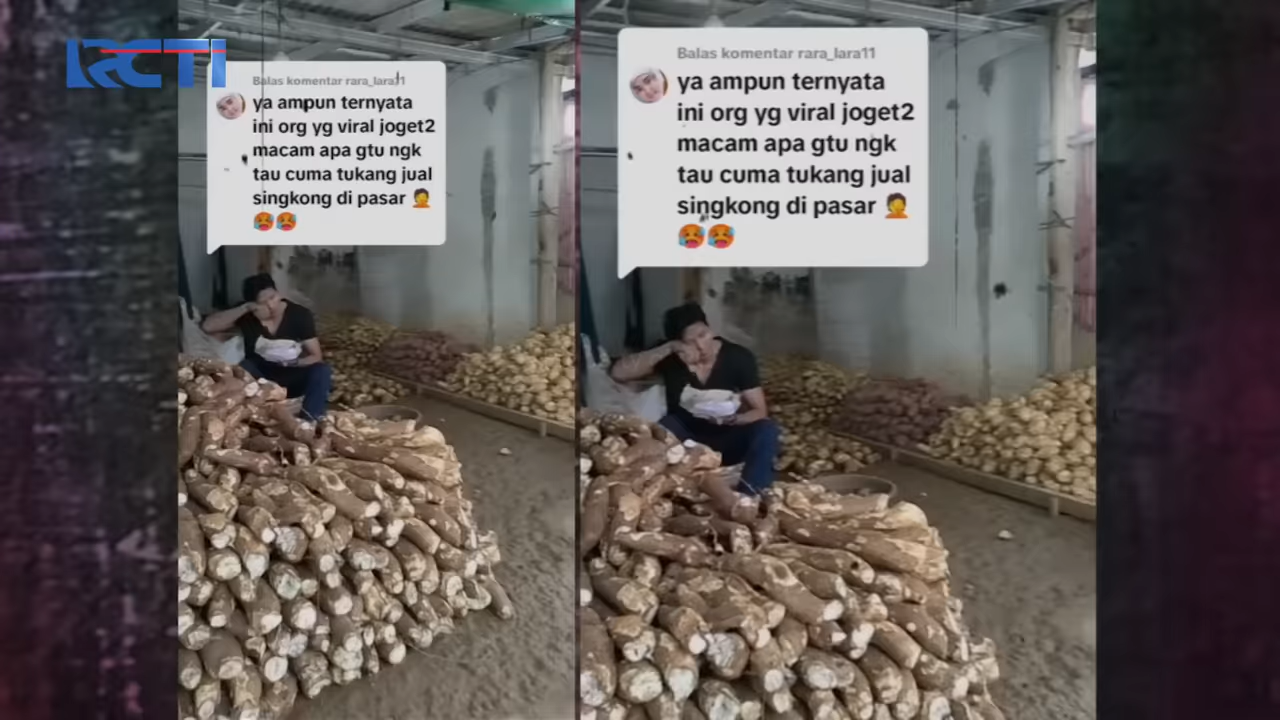 RCTI
Balas komentar rara_lara11
ya ampun ternyata
ini org yg viral joget2
macam apa gtu ngk
tau cuma tukang jual
singkong di pasar 🤦
🥵🥵
Balas komentar rara_lara11
ya ampun ternyata
ini org yg viral joget2
macam apa gtu ngk
tau cuma tukang jual
singkong di pasar 🤦
🥵🥵